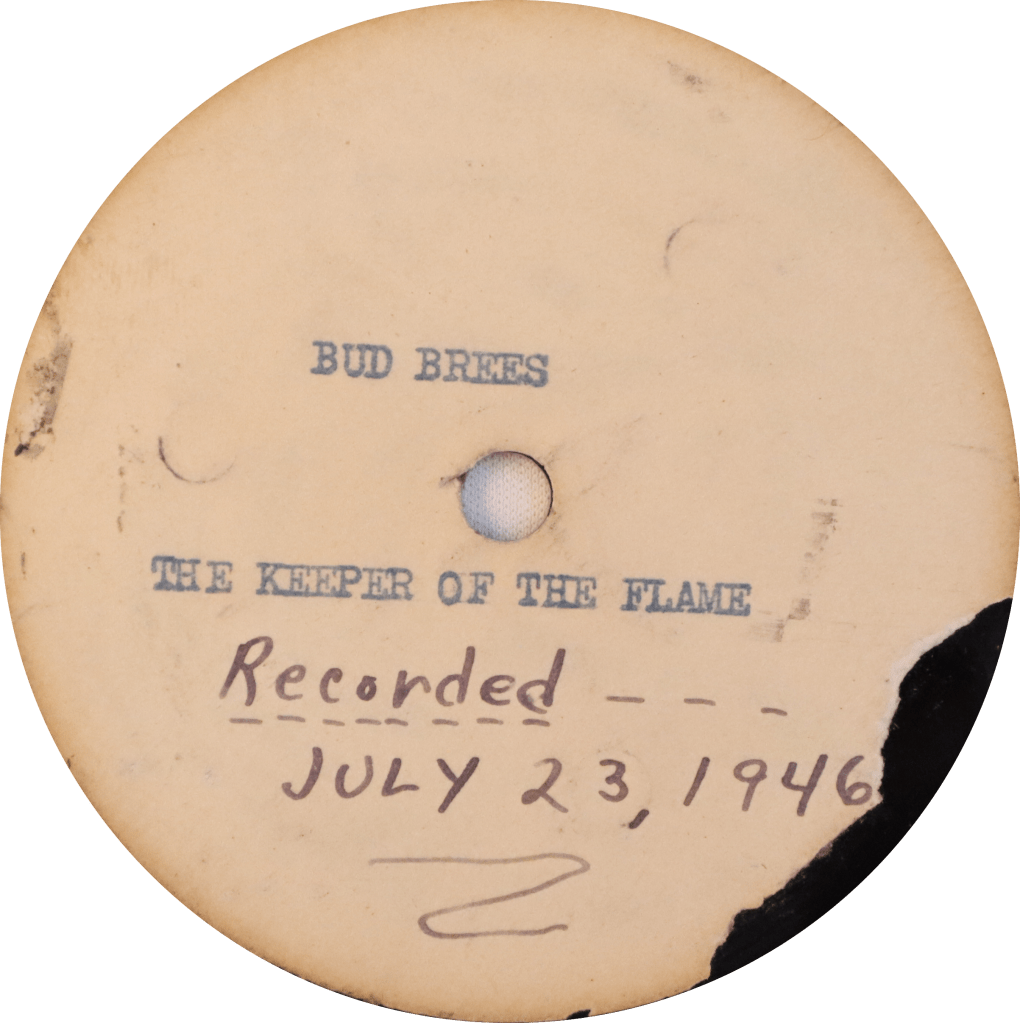 BUD BREES
THE KEEPER OF THE FLAME
Recorded - - -
JULY 23, 1946